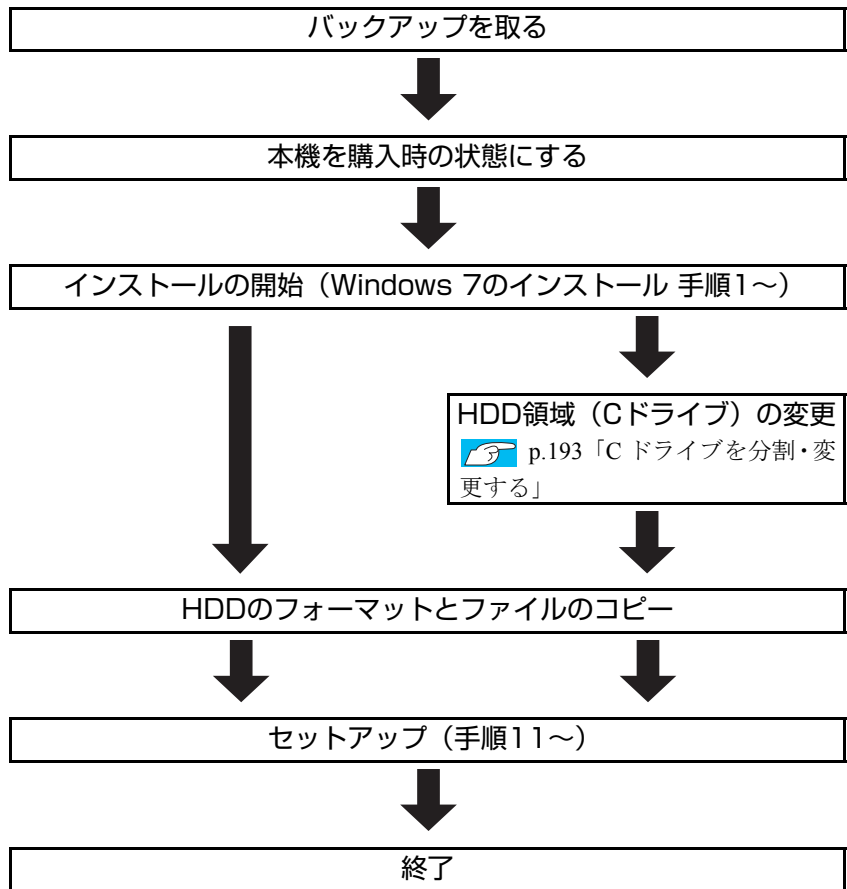 バックアップを取る
本機を購入時の状態にする
インストールの開始（Windows 7のインストール 手順1～）
HDD領域（Cドライブ）の変更
p.193「C ドライブを分割・変
更する」
HDDのフォーマットとファイルのコピー
セットアップ（手順11～）
終了